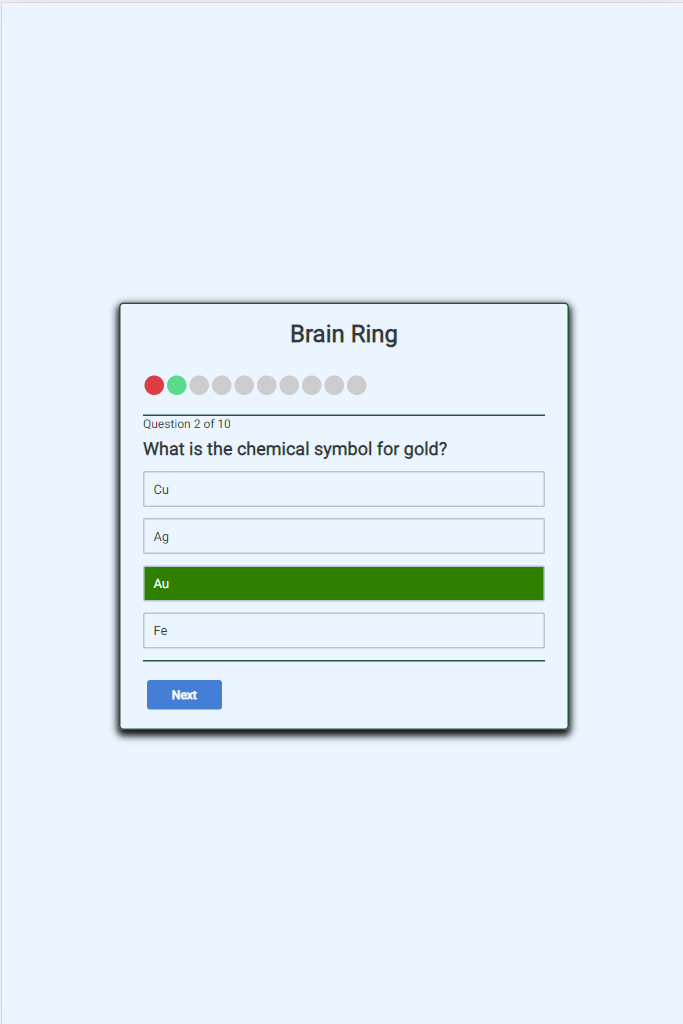 Brain Ring
Question 2 of 10
What is the chemical symbol for gold?
Cu
Ag
Au
Fe
Next